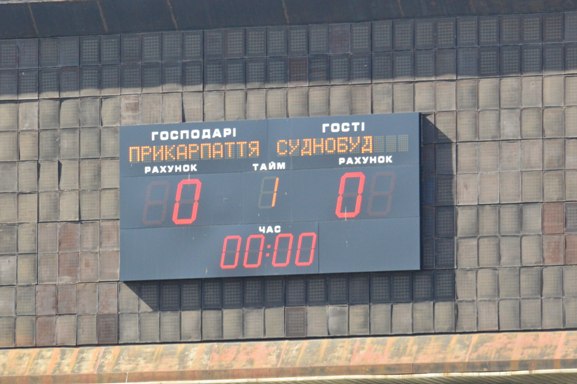 ГОСПОДАРІ ГОСТІ
ПРИКАРПАТТЯ СУДНОБУД
РАХУНОК ТАЙМ РАХУНОК
0 1 0
ЧАС
00:00